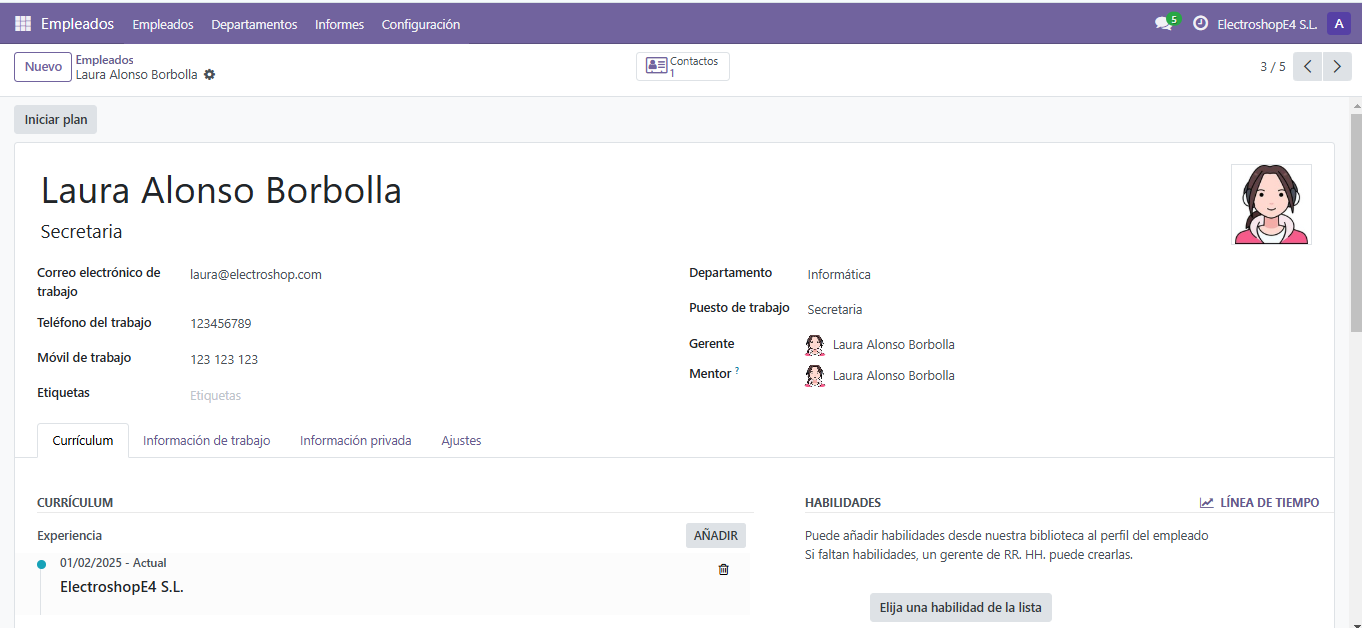 Empleados Empleados Departamentos Informes Configuración 5 ElectroshopE4 S.L. A
Nuevo
Empleados
Laura Alonso Borbolla
Contactos
1
3 / 5
Iniciar plan
Laura Alonso Borbolla
Secretaria
Correo electrónico de
trabajo
laura@electroshop.com
Teléfono del trabajo 123456789
Móvil de trabajo 123 123 123
Etiquetas Etiquetas
Departamento Informática
Puesto de trabajo Secretaria
Gerente Laura Alonso Borbolla
Mentor ? Laura Alonso Borbolla
Currículum Información de trabajo Información privada Ajustes
CURRÍCULUM
Experiencia AÑADIR
01/02/2025 - Actual
ElectroshopE4 S.L.
HABILIDADES LÍNEA DE TIEMPO
Puede añadir habilidades desde nuestra biblioteca al perfil del empleado
Si faltan habilidades, un gerente de RR. HH. puede crearlas.
Elija una habilidad de la lista